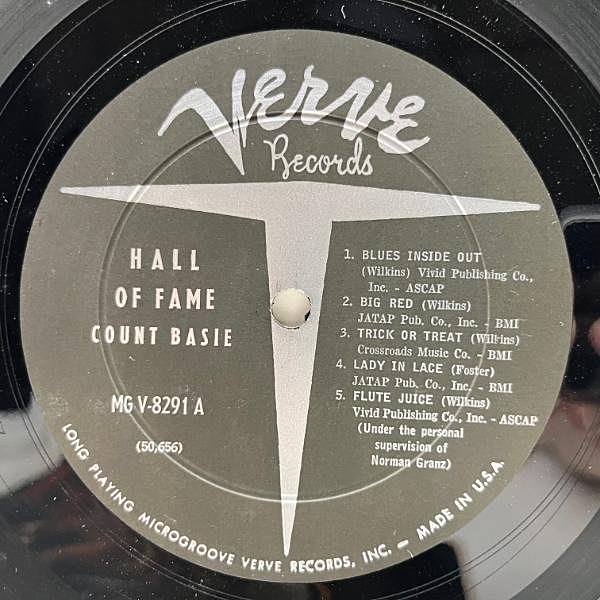 Verve
Records
HALL
OF FAME
COUNT BASIE
MG V-8291 A
(50,656)
1. BLUES INSIDE OUT
(Wilkins) Vivid Publishing Co.,
Inc. - ASCAP
2. BIG RED (Wilkins)
JATAP Pub. Co., Inc. - BMI
3. TRICK OR TREAT (Wilkins)
Crossroads Music Co. - BMI
4. LADY IN LACE (Foster)
JATAP Pub. Co., Inc. - BMI
5. FLUTE JUICE (Wilkins)
Vivid Publishing Co., Inc. - ASCAP
(Under the personal
supervision of
Norman Granz)
LONG PLAYING MICROGROOVE VERVE RECORDS, INC. — MADE IN U.S.A.